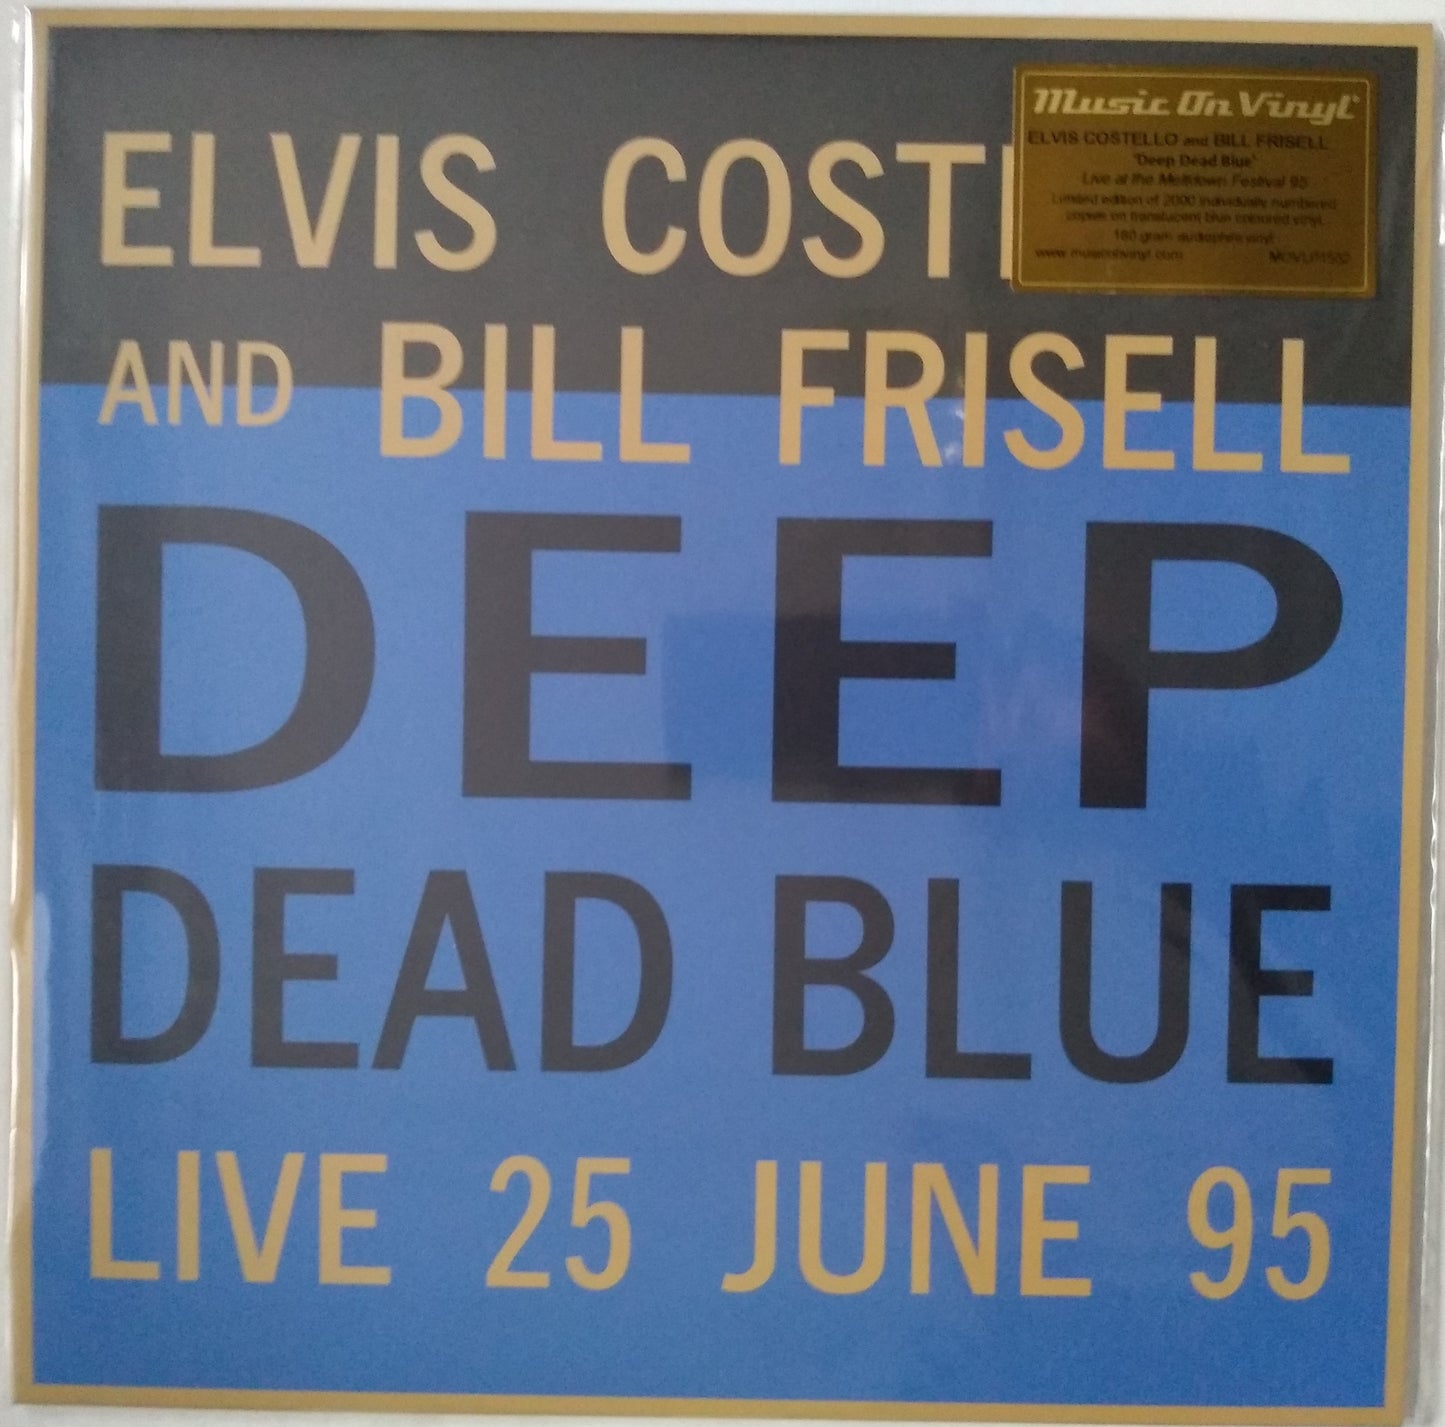 ELVIS COST
AND BILL FRISELL
DEEP
DEAD BLUE
LIVE 25 JUNE 95
Music On Vinyl
ELVIS COSTELLO and BILL FRISELL
'Deep Dead Blue'
Live at the Meltdown Festival 95
Limited edition of 2000 individually numbered
copies on translucent blue coloured vinyl
180 gram audiophile vinyl
www.musiconvinyl.com